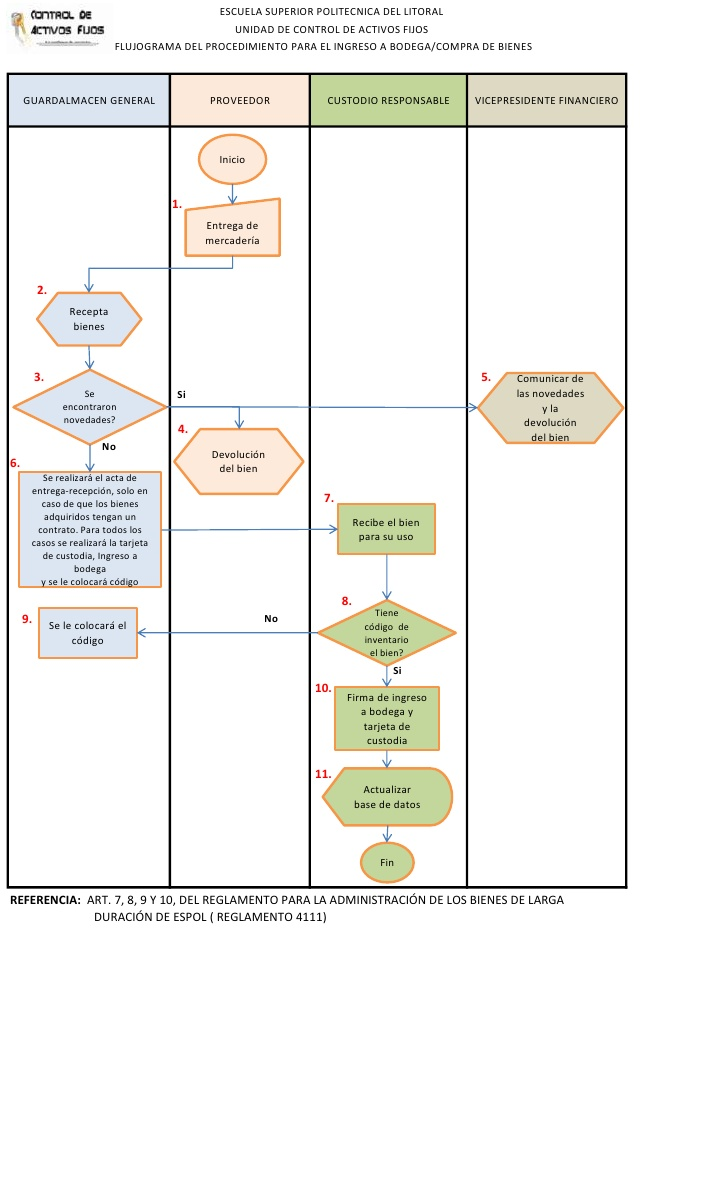 CONTROL DE
ACTIVOS FIJOS
ESCUELA SUPERIOR POLITECNICA DEL LITORAL
UNIDAD DE CONTROL DE ACTIVOS FIJOS
FLUJOGRAMA DEL PROCEDIMIENTO PARA EL INGRESO A BODEGA/COMPRA DE BIENES
GUARDALMACEN GENERAL
PROVEEDOR
CUSTODIO RESPONSABLE
VICEPRESIDENTE FINANCIERO
Inicio
1.
Entrega de
mercadería
2.
Recepta
bienes
3.
Se
encontraron
novedades?
Si
No
4.
Devolución
del bien
5.
Comunicar de
las novedades
y la
devolución
del bien
6.
Se realizará el acta de
entrega-recepción, solo en
caso de que los bienes
adquiridos tengan un
contrato. Para todos los
casos se realizará la tarjeta
de custodia, Ingreso a
bodega
y se le colocará código
7.
Recibe el bien
para su uso
8.
Tiene
código de
inventario
el bien?
No
Si
9.
Se le colocará el
código
10.
Firma de ingreso
a bodega y
tarjeta de
custodia
11.
Actualizar
base de datos
Fin
REFERENCIA: ART. 7, 8, 9 Y 10, DEL REGLAMENTO PARA LA ADMINISTRACIÓN DE LOS BIENES DE LARGA
DURACIÓN DE ESPOL ( REGLAMENTO 4111)